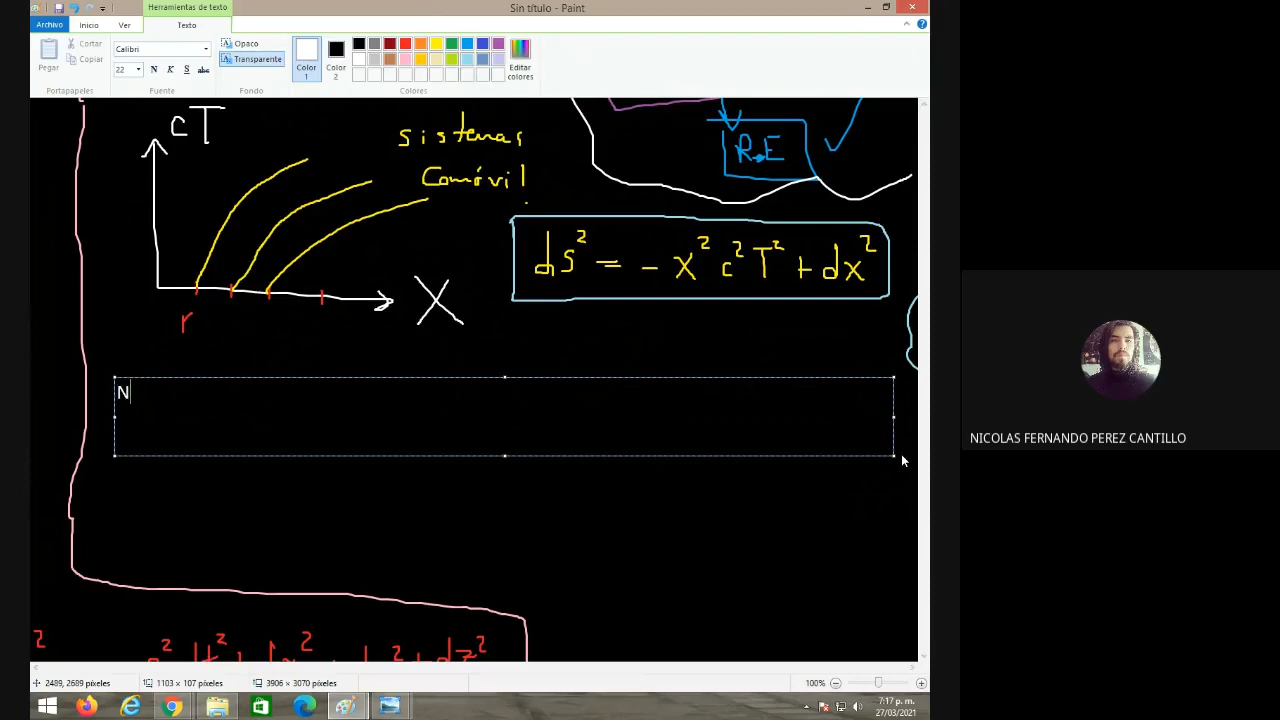 Sin título - Paint
Herramientas de texto
Archivo
Inicio
Ver
Texto
Pegar
Cortar
Copiar
Portapapeles
Calibri
22
N K S abc
Fuente
Opaco
Transparente
Fondo
Color 1
Color 2
Editar colores
Colores
cT
sistemas
Comóvil
R.E
dS² = - X² c² T² + dx²
X
r
N
NICOLAS FERNANDO PEREZ CANTILLO
2489, 2689 píxeles
1103 × 107 píxeles
3906 × 3070 píxeles
100%
7:17 p. m.
27/03/2021